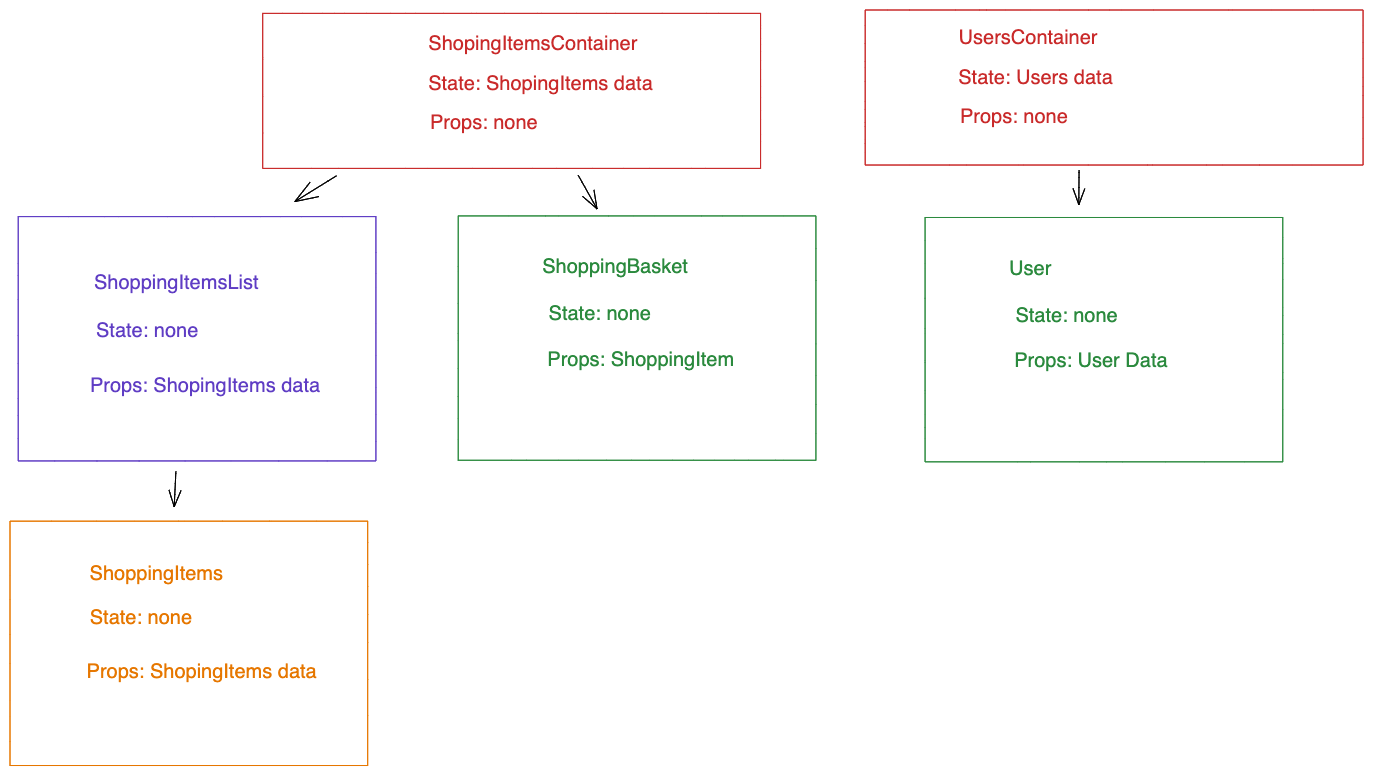 ShopingItemsContainer
State: ShopingItems data
Props: none
UsersContainer
State: Users data
Props: none
ShoppingItemsList
State: none
Props: ShopingItems data
ShoppingBasket
State: none
Props: ShoppingItem
User
State: none
Props: User Data
ShoppingItems
State: none
Props: ShopingItems data